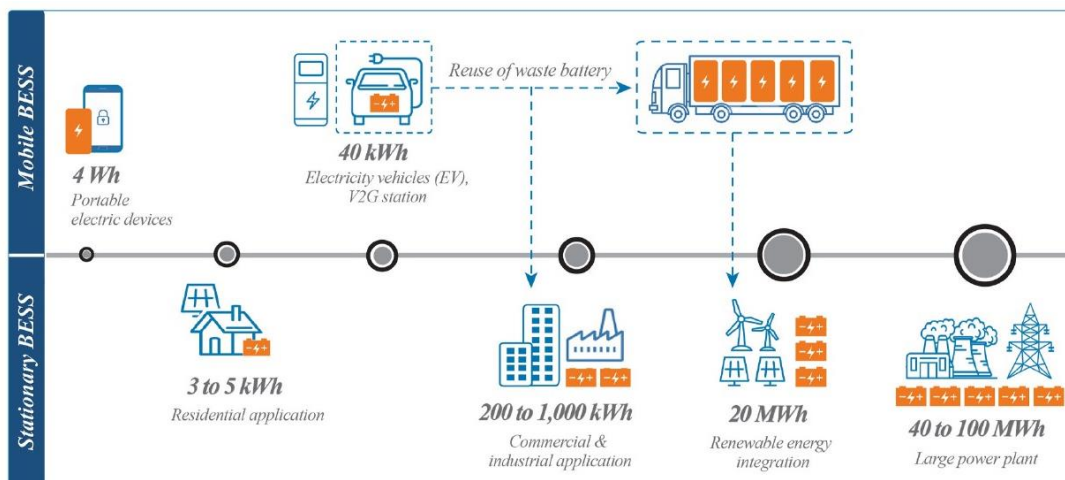 Mobile BESS
4 Wh
Portable
electric devices
40 kWh
Electricity vehicles (EV),
V2G station
Reuse of waste battery
Stationary BESS
3 to 5 kWh
Residential application
200 to 1,000 kWh
Commercial &
industrial application
20 MWh
Renewable energy
integration
40 to 100 MWh
Large power plant